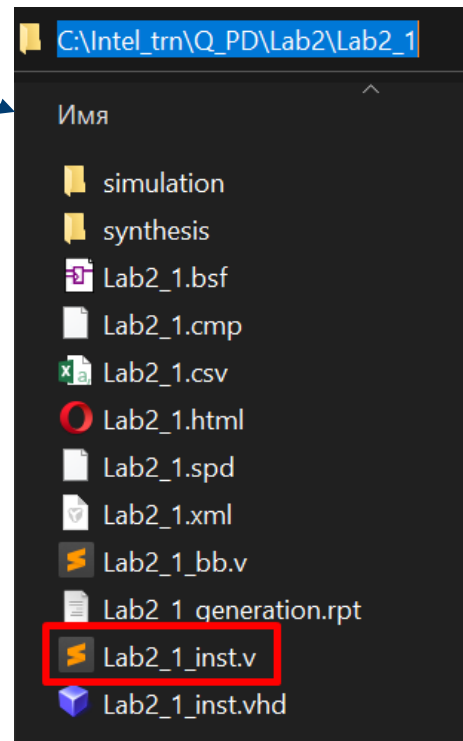 C:\Intel_trn\Q_PD\Lab2\Lab2_1
Имя
simulation
synthesis
Lab2_1.bsf
Lab2_1.cmp
Lab2_1.csv
Lab2_1.html
Lab2_1.spd
Lab2_1.xml
Lab2_1_bb.v
Lab2_1_generation.rpt
Lab2_1_inst.v
Lab2_1_inst.vhd